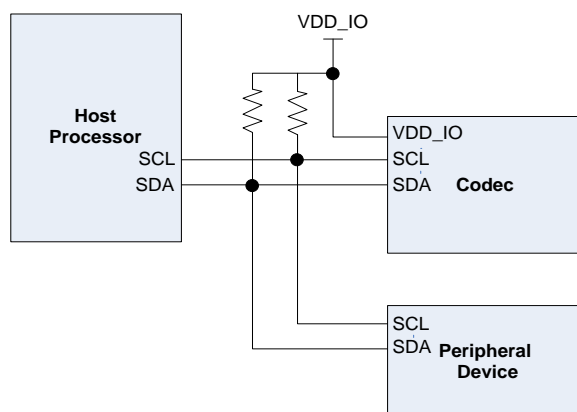 VDD_IO
Host
Processor
SCL
SDA
VDD_IO
SCL
SDA
Codec
SCL
SDA
Peripheral
Device